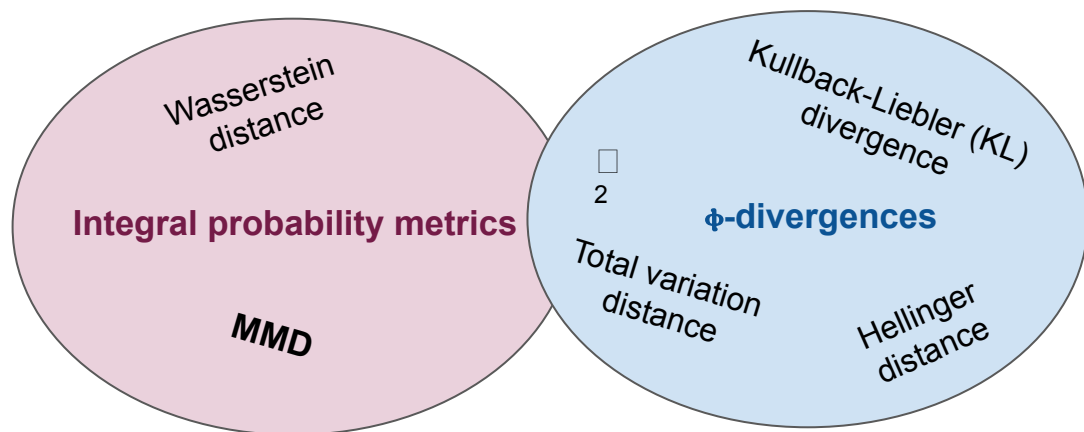 Wasserstein
distance
Integral probability metrics
MMD
Kullback-Liebler (KL)
divergence
□
2
ϕ-divergences
Total variation
distance
Hellinger
distance